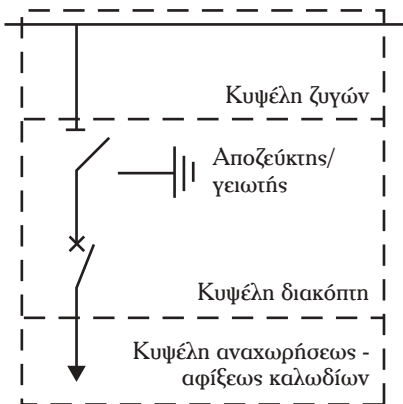 Κυψέλη ζυγών
Αποζεύκτης/
γειωτής
Κυψέλη διακόπτη
Κυψέλη αναχωρήσεως -
αφίξεως καλωδίων